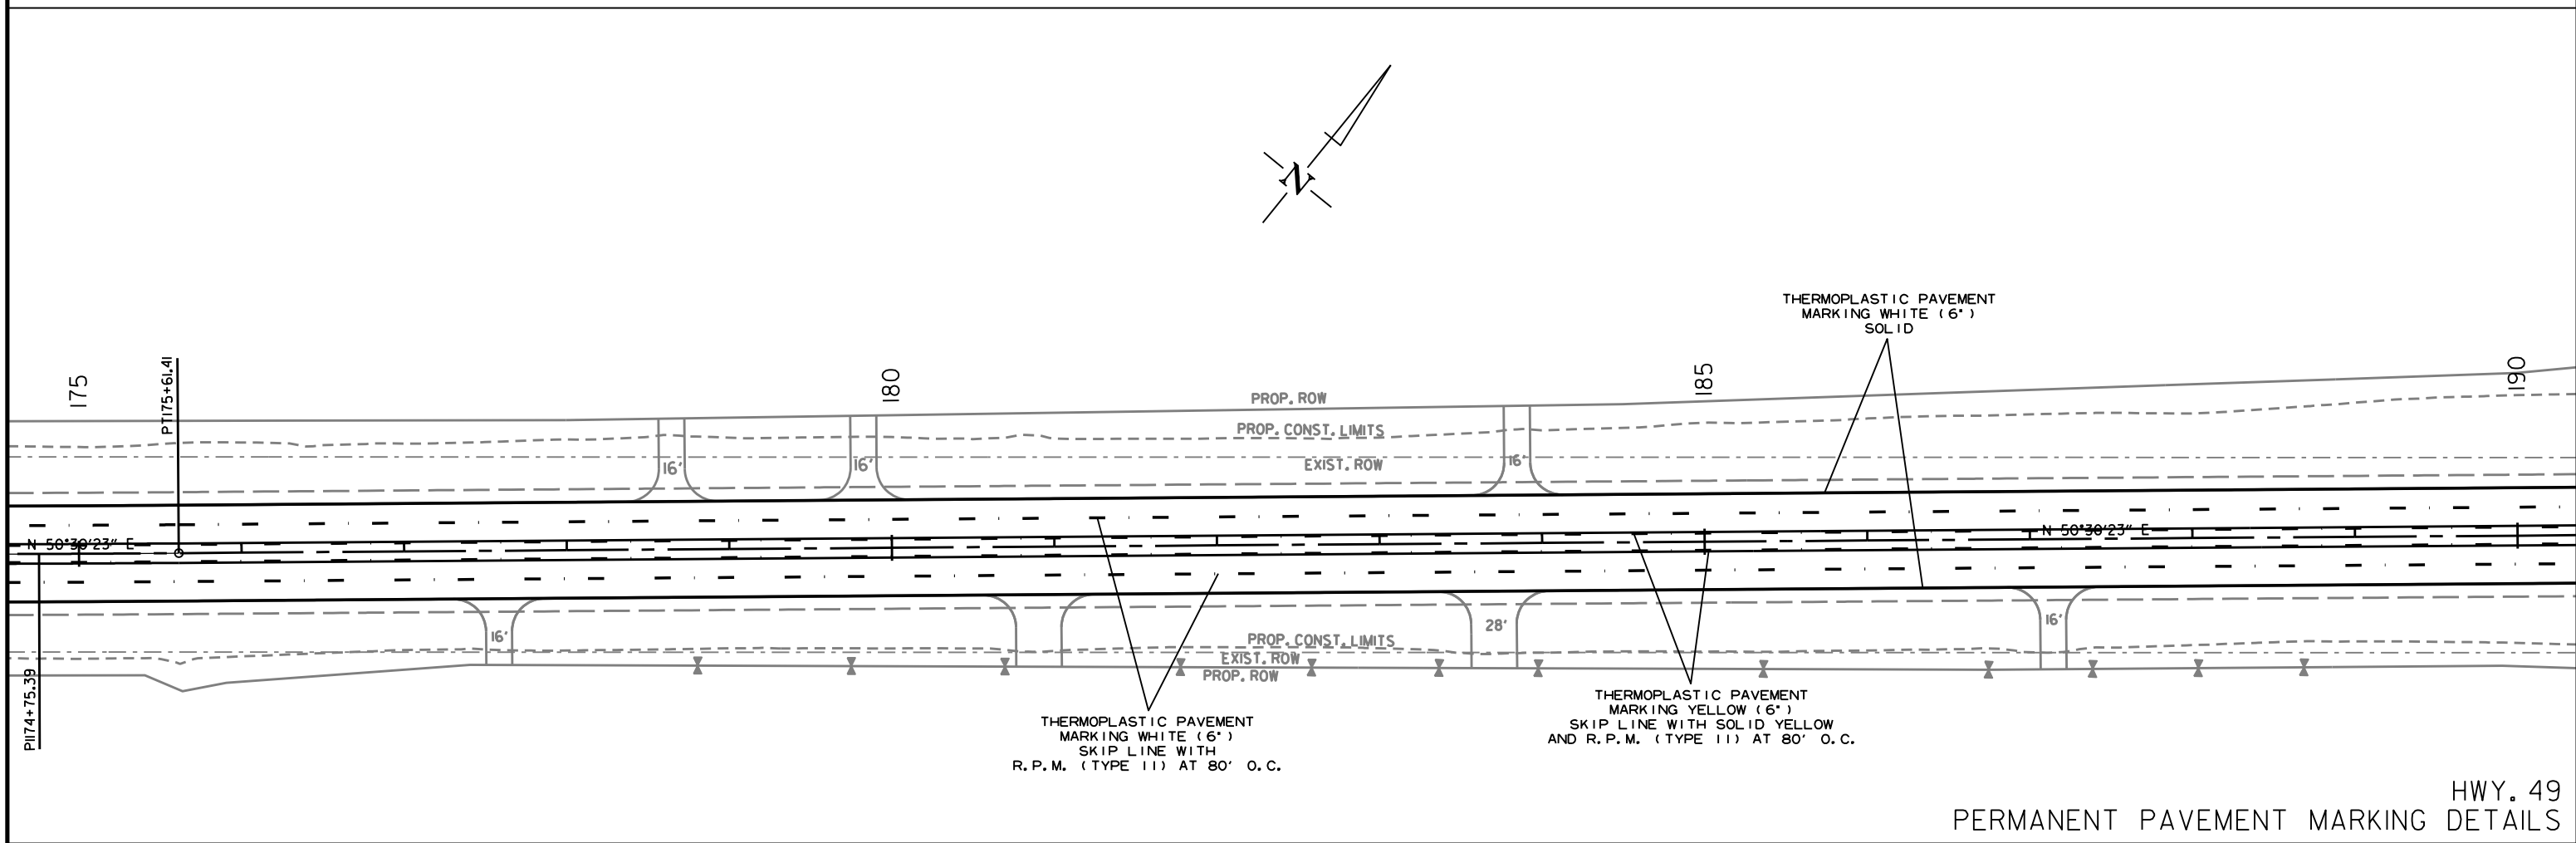 N
THERMOPLASTIC PAVEMENT
MARKING WHITE (6")
SOLID
175
PT175+61.41
180
185
190
PROP. ROW
PROP. CONST. LIMITS
EXIST. ROW
16'
16'
16'
N 50°30'23" E
N 50°30'23" E
16'
28'
16'
PROP. CONST. LIMITS
EXIST. ROW
PROP. ROW
PI174+75.39
THERMOPLASTIC PAVEMENT
MARKING WHITE (6")
SKIP LINE WITH
R.P.M. (TYPE II) AT 80' O.C.
THERMOPLASTIC PAVEMENT
MARKING YELLOW (6")
SKIP LINE WITH SOLID YELLOW
AND R.P.M. (TYPE II) AT 80' O.C.
HWY. 49
PERMANENT PAVEMENT MARKING DETAILS